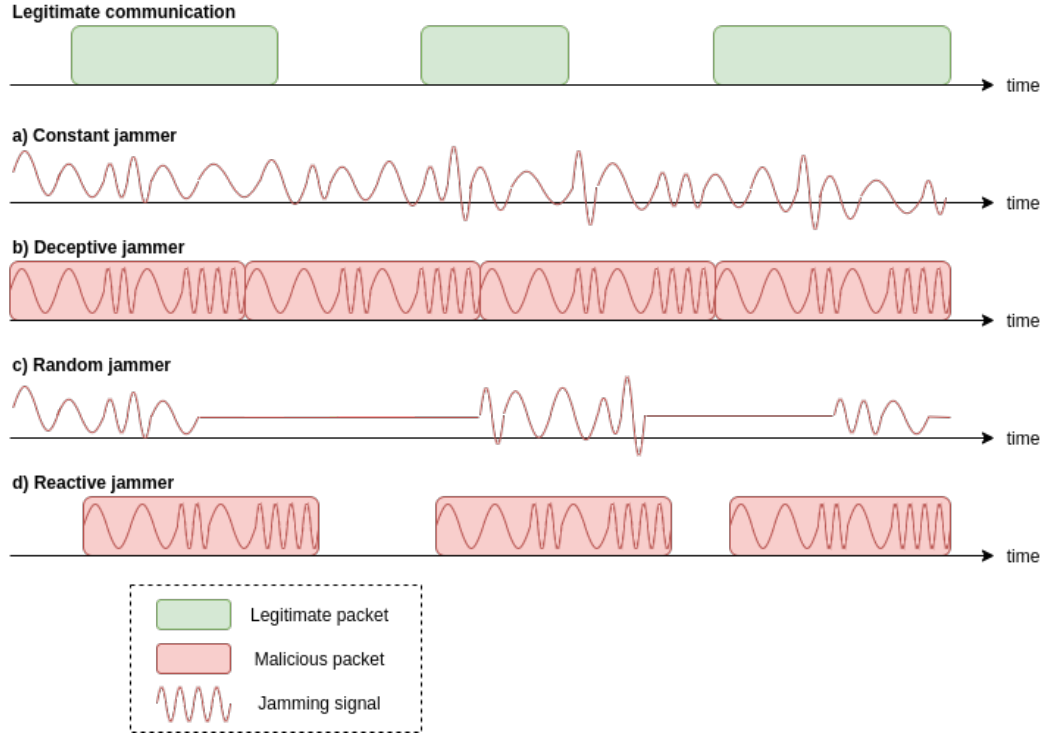 Legitimate communication
time
a) Constant jammer
time
b) Deceptive jammer
time
c) Random jammer
time
d) Reactive jammer
time
Legitimate packet
Malicious packet
Jamming signal